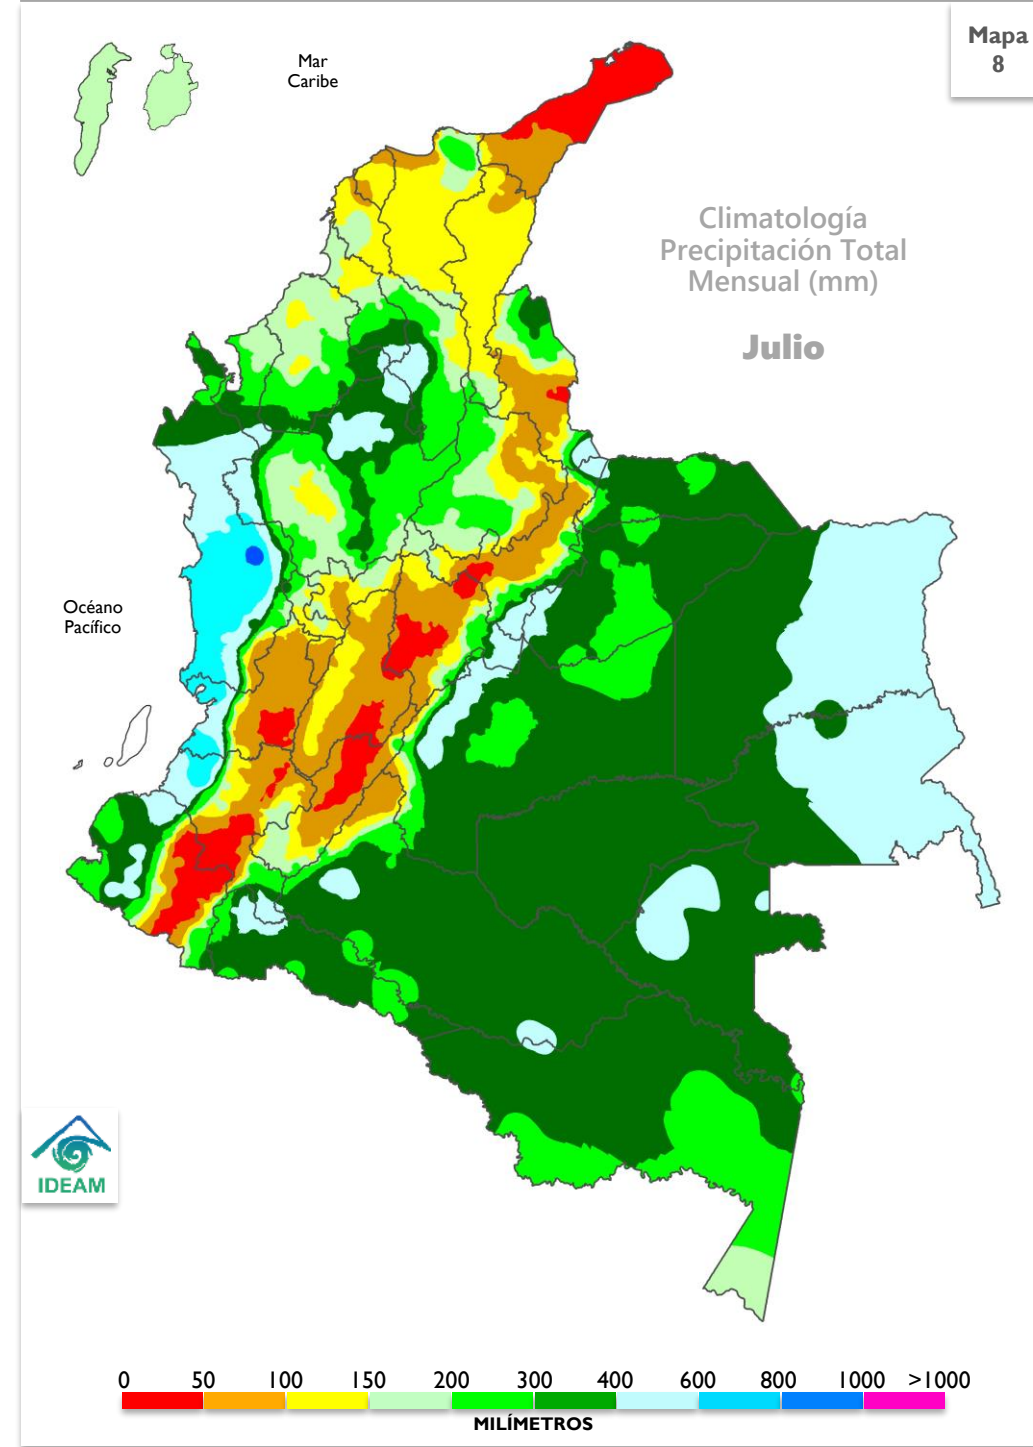 Mapa
8
Mar
Caribe
Climatología
Precipitación Total
Mensual (mm)
Julio
Océano
Pacífico
IDEAM
0 50 100 150 200 300 400 600 800 1000 >1000
MILÍMETROS